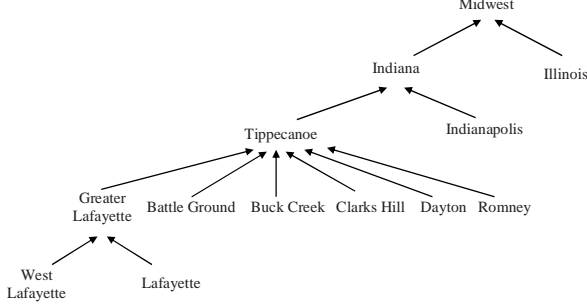 Midwest
Indiana
Illinois
Tippecanoe
Indianapolis
Greater
Lafayette
Battle Ground
Buck Creek
Clarks Hill
Dayton
Romney
West
Lafayette
Lafayette